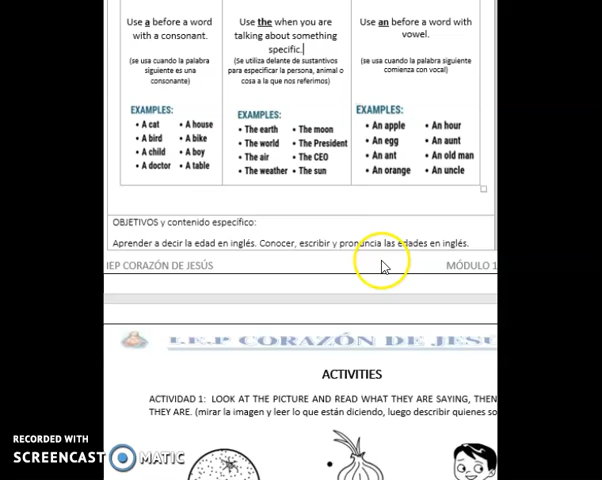 Use a before a word
with a consonant.
(se usa cuando la palabra
siguiente es una
consonante)
EXAMPLES:
• A cat • A house
• A bird • A bike
• A child • A boy
• A doctor • A table
Use the when you are
talking about something
specific.
(Se utiliza delante de sustantivos
para especificar la persona, animal o
cosa a la que nos referimos)
EXAMPLES:
• The earth • The moon
• The world • The President
• The air • The CEO
• The weather • The sun
Use an before a word with
vowel.
(se usa cuando la palabra siguiente
comienza con vocal)
EXAMPLES:
• An apple • An hour
• An egg • An aunt
• An ant • An old man
• An orange • An uncle
OBJETIVOS y contenido específico:
Aprender a decir la edad en inglés. Conocer, escribir y pronuncia las edades en inglés.
IEP CORAZÓN DE JESÚS MÓDULO 1
I.E.P CORAZÓN DE JESU
ACTIVITIES
ACTIVIDAD 1: LOOK AT THE PICTURE AND READ WHAT THEY ARE SAYING, THEN
THEY ARE. (mirar la imagen y leer lo que están diciendo, luego describir quienes so
RECORDED WITH
SCREENCAST MATIC